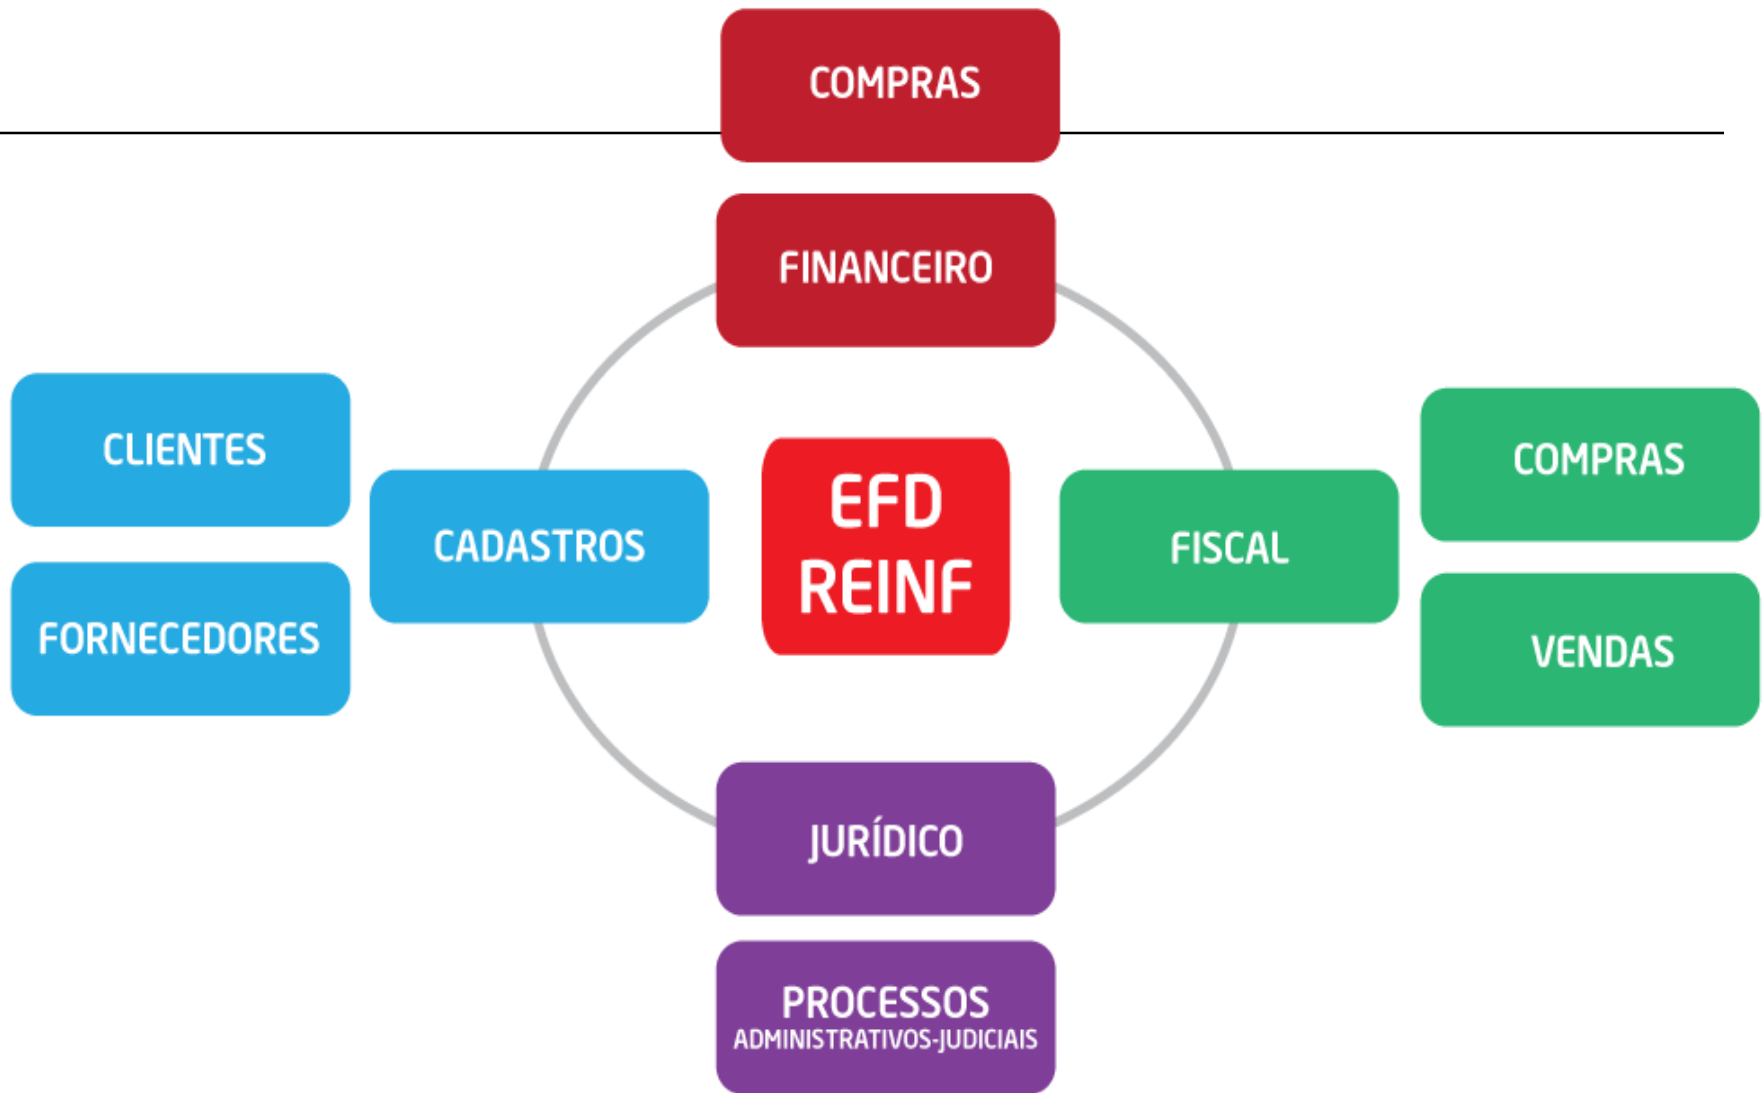 COMPRAS
FINANCEIRO
CLIENTES
FORNECEDORES
CADASTROS
EFD
REINF
FISCAL
COMPRAS
VENDAS
JURÍDICO
PROCESSOS
ADMINISTRATIVOS-JUDICIAIS